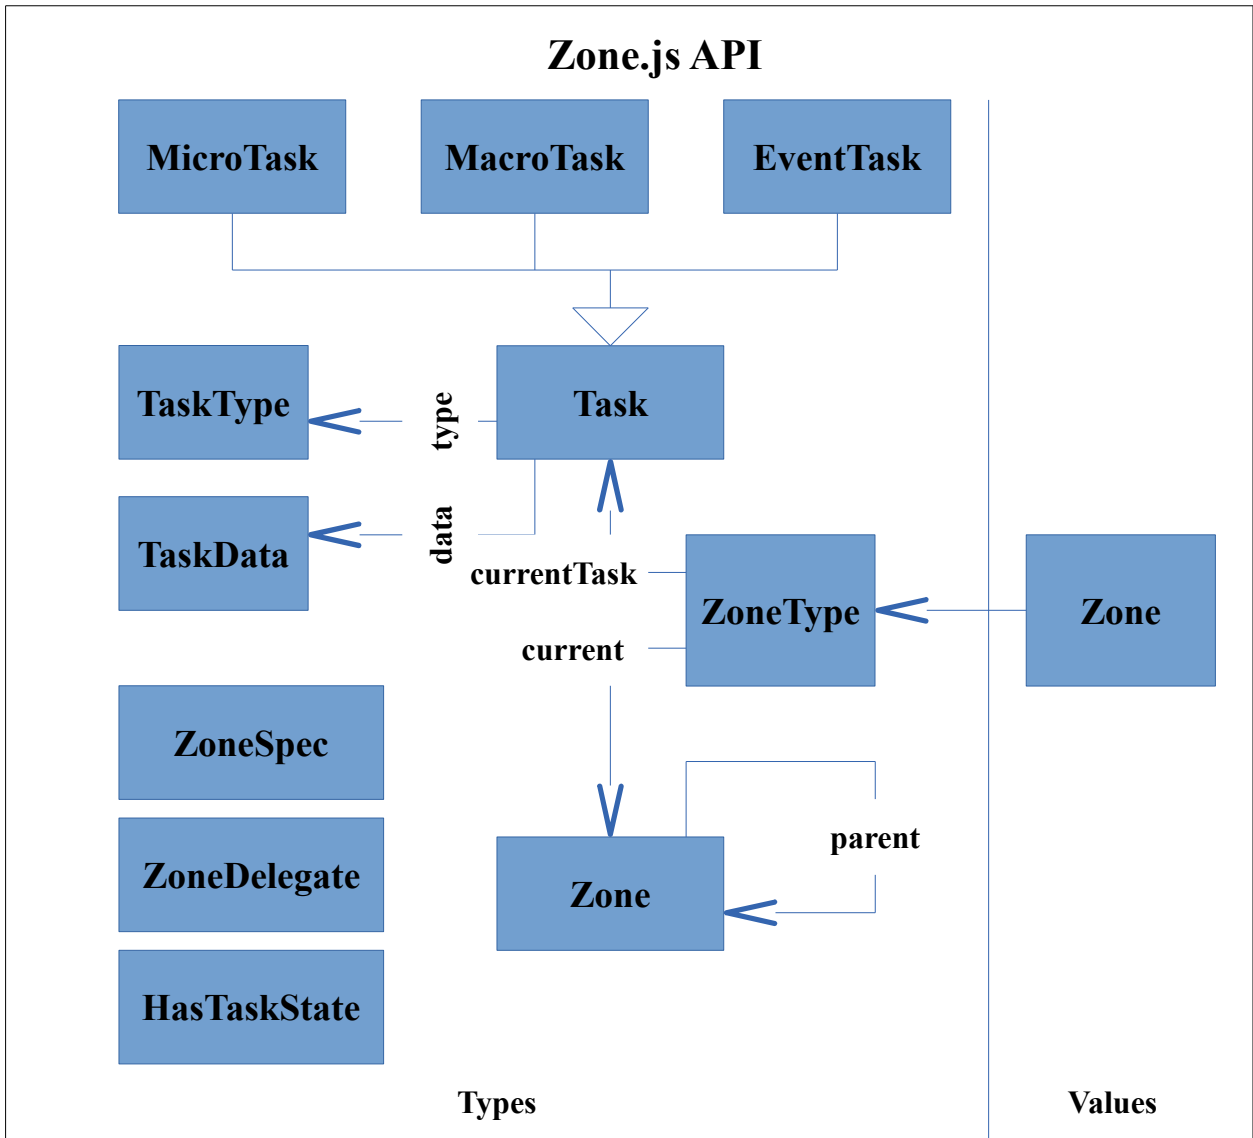 Zone.js API
MicroTask
MacroTask
EventTask
TaskType
type
Task
TaskData
data
currentTask
current
ZoneType
Zone
ZoneSpec
ZoneDelegate
HasTaskState
Zone
parent
Types
Values